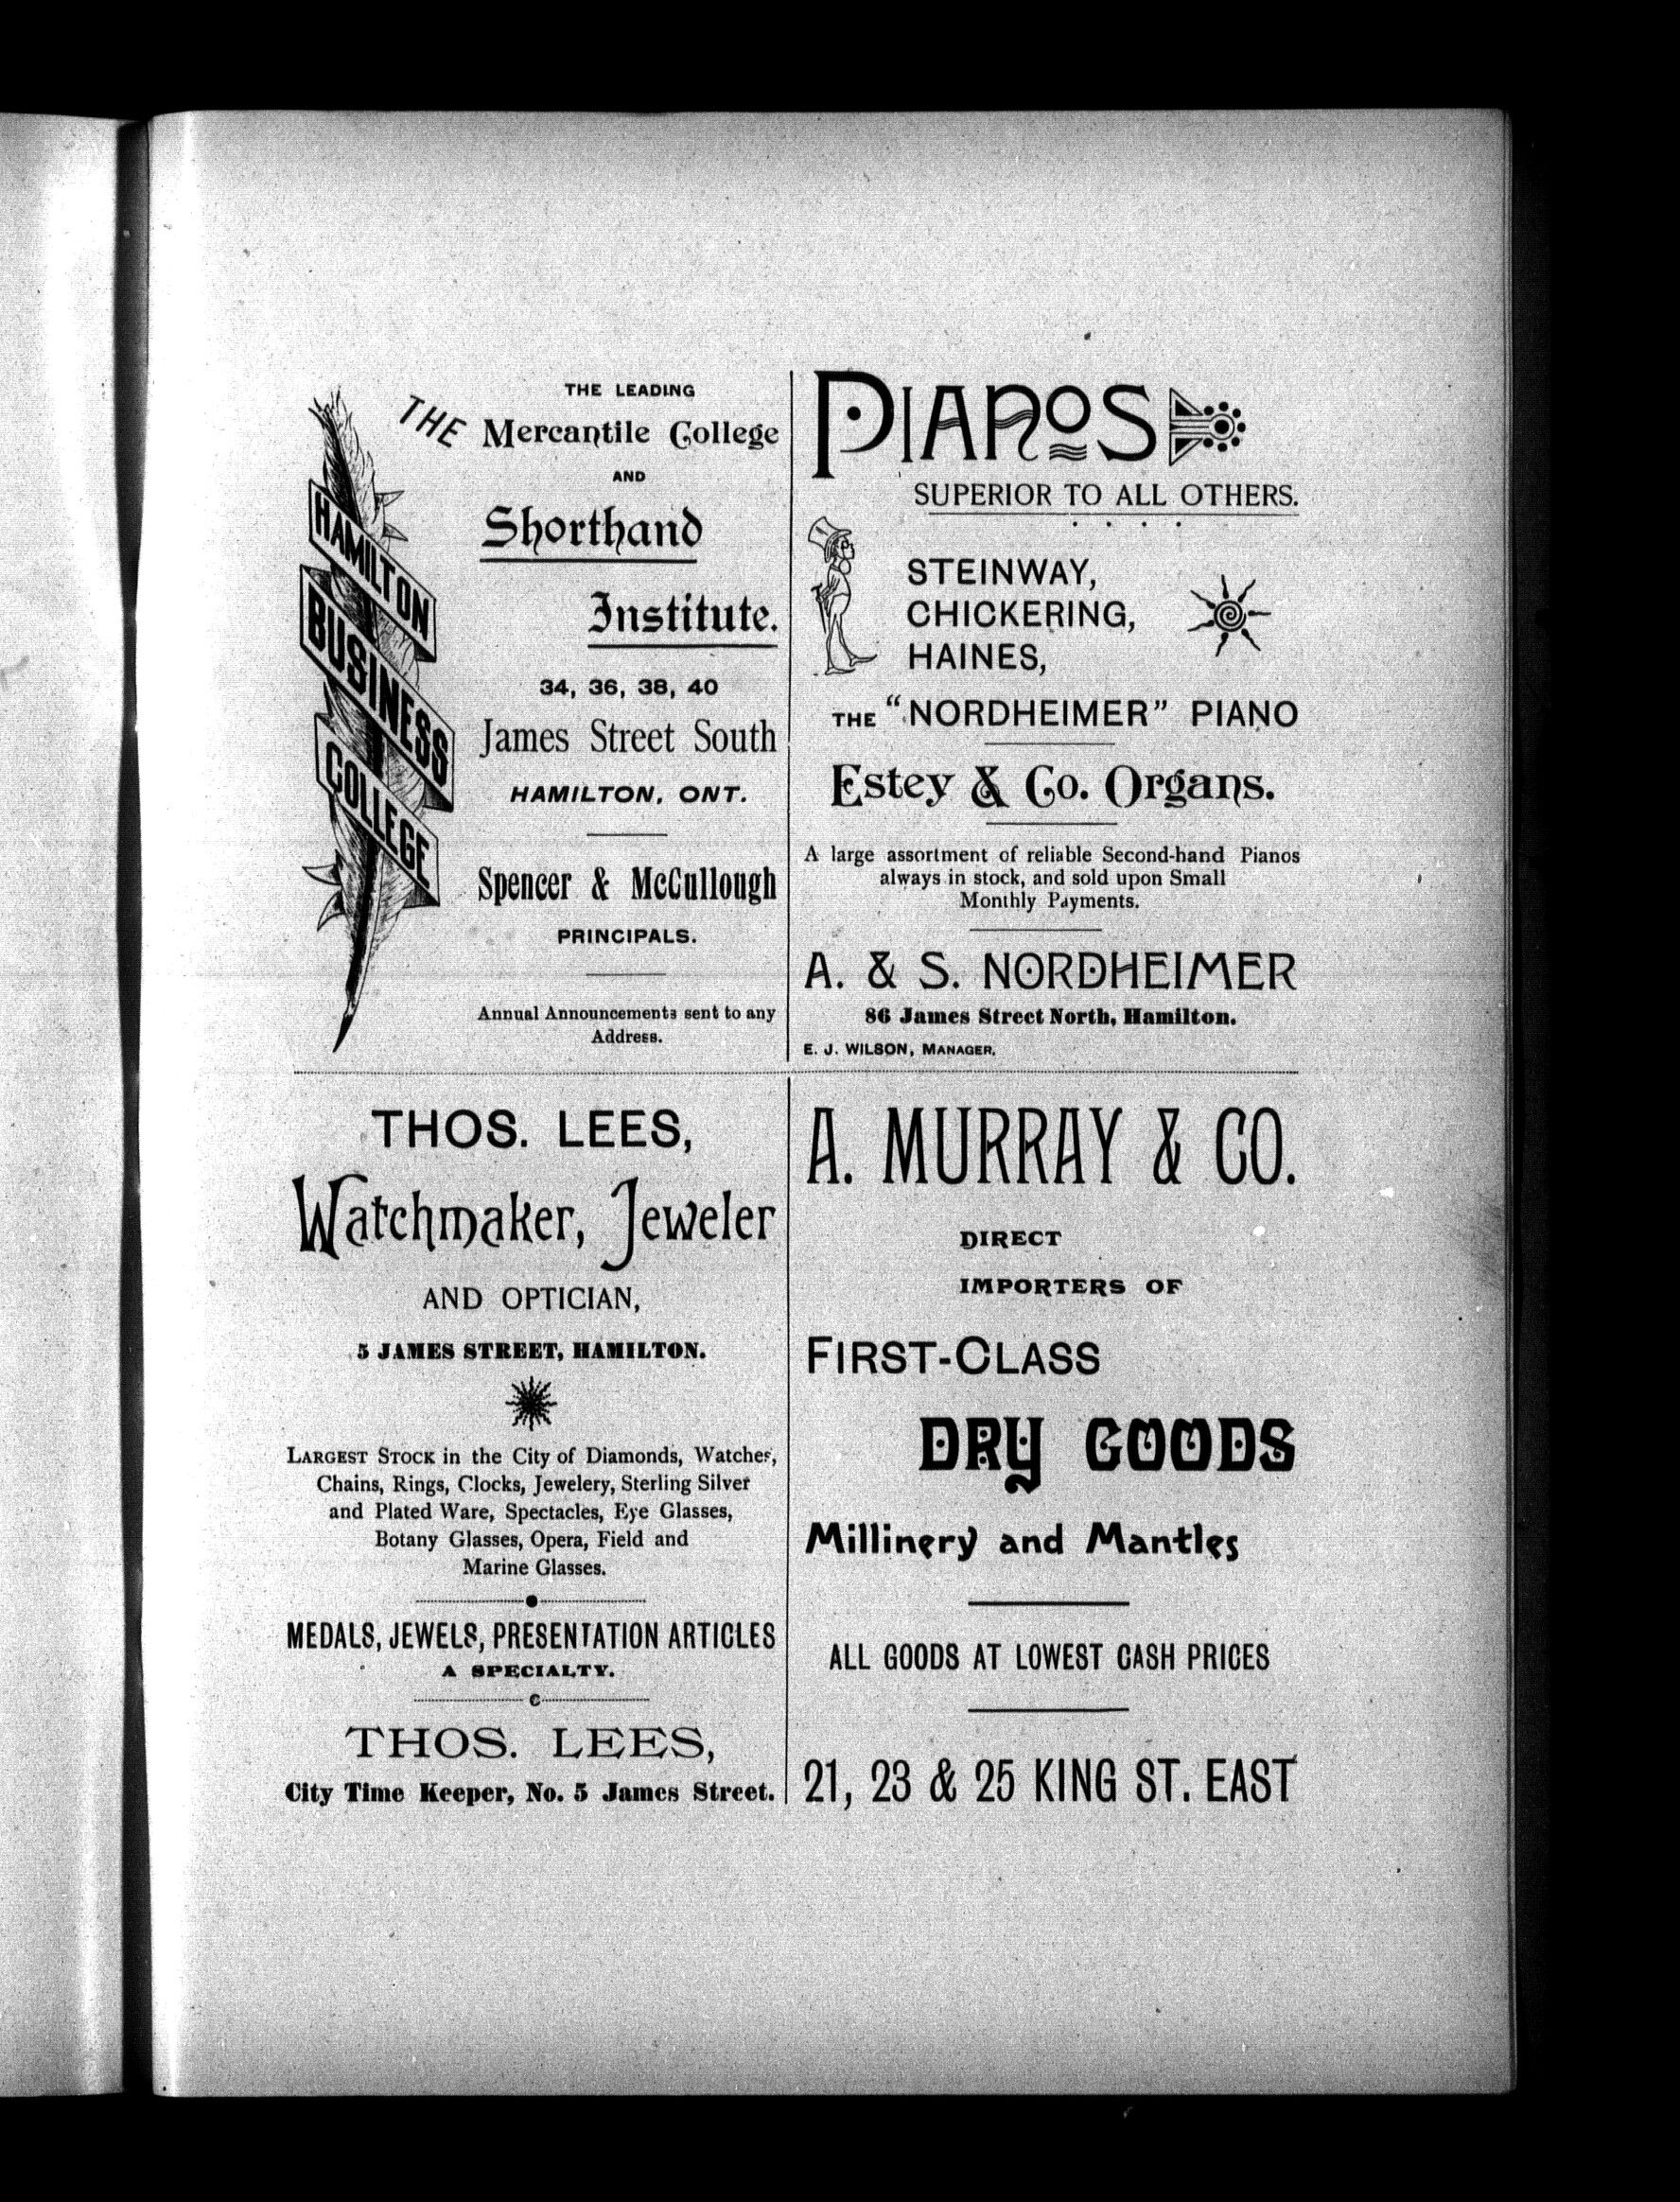 THE
HAMILTON
BUSINESS
COLLEGE
THE LEADING
Mercantile College
AND
Shorthand
Institute.
34, 36, 38, 40
James Street South
HAMILTON, ONT.
Spencer & McCullough
PRINCIPALS.
Annual Announcements sent to any
Address.
PIANOS
SUPERIOR TO ALL OTHERS.
STEINWAY,
CHICKERING,
HAINES,
THE "NORDHEIMER" PIANO
Estey & Co. Organs.
A large assortment of reliable Second-hand Pianos
always in stock, and sold upon Small
Monthly Payments.
A. & S. NORDHEIMER
86 James Street North, Hamilton.
E. J. WILSON, MANAGER.
THOS. LEES,
Watchmaker, Jeweler
AND OPTICIAN,
5 JAMES STREET, HAMILTON.
LARGEST STOCK in the City of Diamonds, Watches,
Chains, Rings, Clocks, Jewelery, Sterling Silver
and Plated Ware, Spectacles, Eye Glasses,
Botany Glasses, Opera, Field and
Marine Glasses.
MEDALS, JEWELS, PRESENTATION ARTICLES
A SPECIALTY.
THOS. LEES,
City Time Keeper, No. 5 James Street.
A. MURRAY & CO.
DIRECT
IMPORTERS OF
FIRST-CLASS
DRY GOODS
Millinery and Mantles
ALL GOODS AT LOWEST CASH PRICES
21, 23 & 25 KING ST. EAST